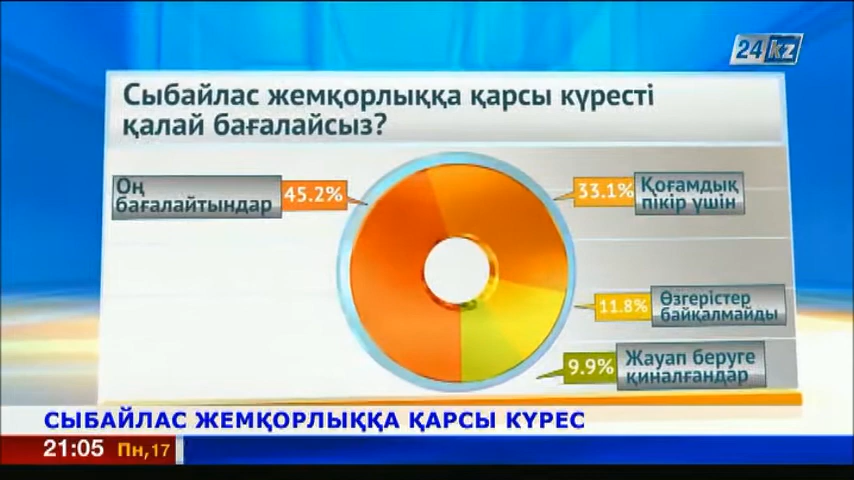 24kz
Сыбайлас жемқорлыққа қарсы күресті
қалай бағалайсыз?
Оң
бағалайтындар
45.2%
33.1%
Қоғамдық
пікір үшін
11.8%
Өзгерістер
байқалмайды
9.9%
Жауап беруге
қиналғандар
СЫБАЙЛАС ЖЕМҚОРЛЫҚҚА ҚАРСЫ КҮРЕС
21:05 Пн,17